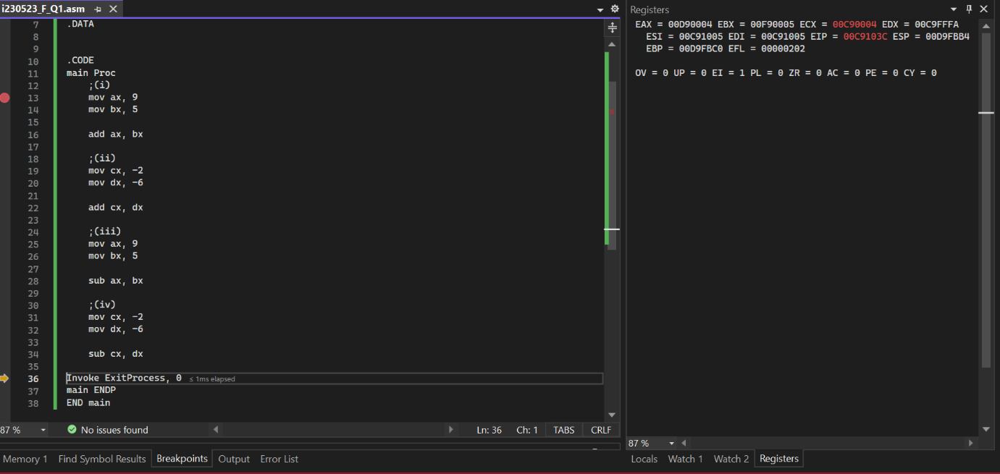 i230523_F_Q1.asm
7 .DATA
8
9
10 .CODE
11 main Proc
12 ;(i)
13 mov ax, 9
14 mov bx, 5
15
16 add ax, bx
17
18 ;(ii)
19 mov cx, -2
20 mov dx, -6
21
22 add cx, dx
23
24 ;(iii)
25 mov ax, 9
26 mov bx, 5
27
28 sub ax, bx
29
30 ;(iv)
31 mov cx, -2
32 mov dx, -6
33
34 sub cx, dx
35
36 Invoke ExitProcess, 0 ≤ 1ms elapsed
37 main ENDP
38 END main
87 % No issues found Ln: 36 Ch: 1 TABS CRLF
Memory 1 Find Symbol Results Breakpoints Output Error List
Registers
EAX = 00D90004 EBX = 00F90005 ECX = 00C90004 EDX = 00C9FFFA
ESI = 00C91005 EDI = 00C91005 EIP = 00C9103C ESP = 00D9FBB4
EBP = 00D9FBC0 EFL = 00000202
OV = 0 UP = 0 EI = 1 PL = 0 ZR = 0 AC = 0 PE = 0 CY = 0
87 %
Locals Watch 1 Watch 2 Registers